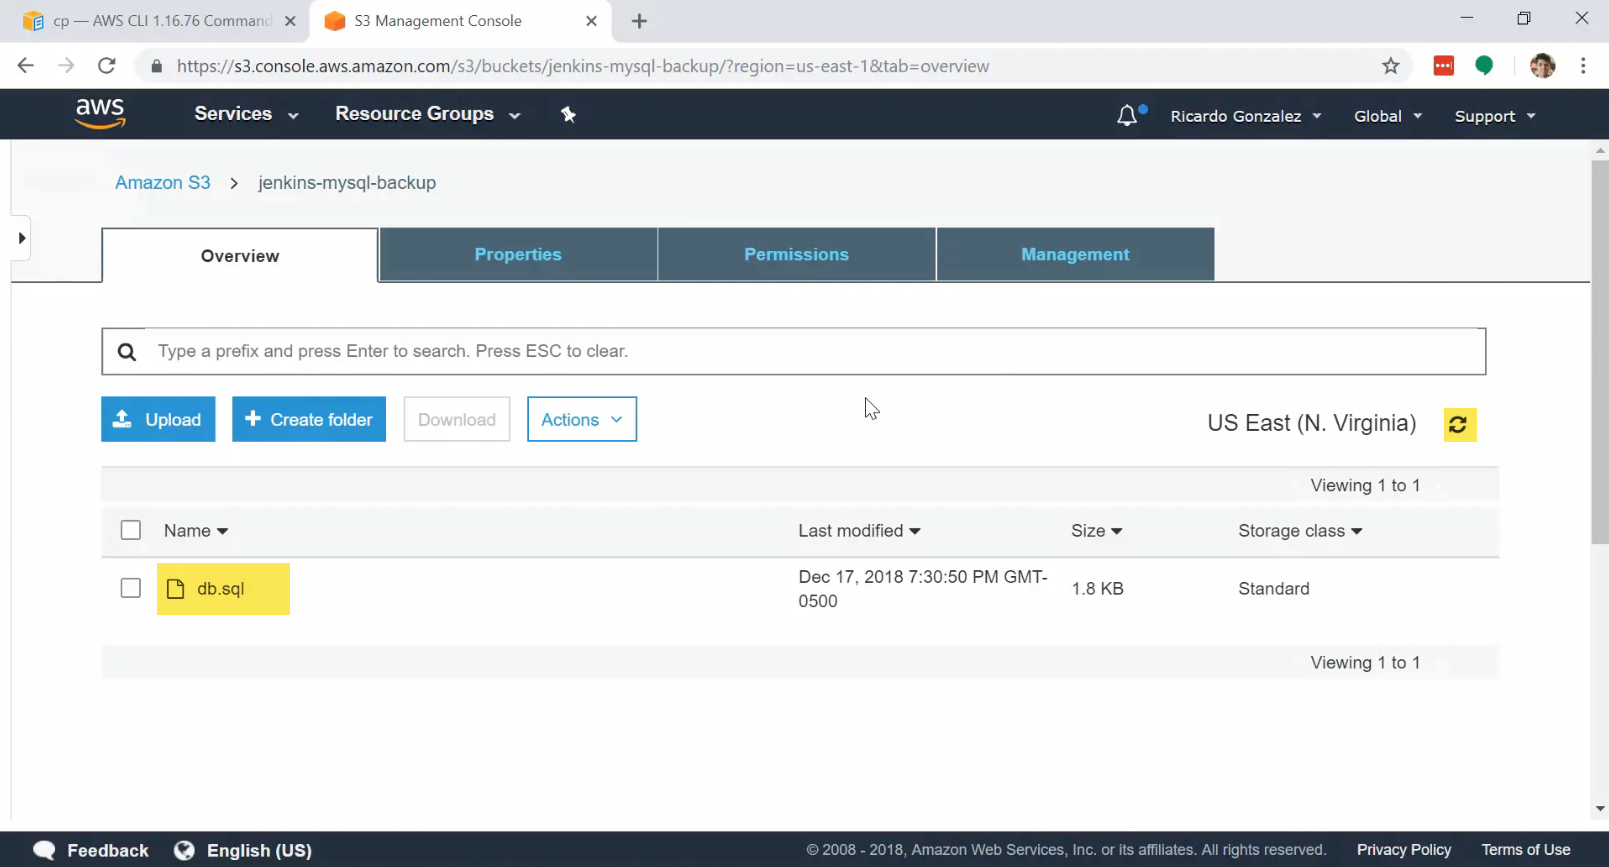 cp — AWS CLI 1.16.76 Command
S3 Management Console
https://s3.console.aws.amazon.com/s3/buckets/jenkins-mysql-backup/?region=us-east-1&tab=overview
aws
Services
Resource Groups
Ricardo Gonzalez
Global
Support
Amazon S3 > jenkins-mysql-backup
Overview
Properties
Permissions
Management
Type a prefix and press Enter to search. Press ESC to clear.
Upload
+ Create folder
Download
Actions
US East (N. Virginia)
Viewing 1 to 1
Name
Last modified
Size
Storage class
db.sql
Dec 17, 2018 7:30:50 PM GMT-
0500
1.8 KB
Standard
Viewing 1 to 1
Feedback
English (US)
© 2008 - 2018, Amazon Web Services, Inc. or its affiliates. All rights reserved.
Privacy Policy
Terms of Use